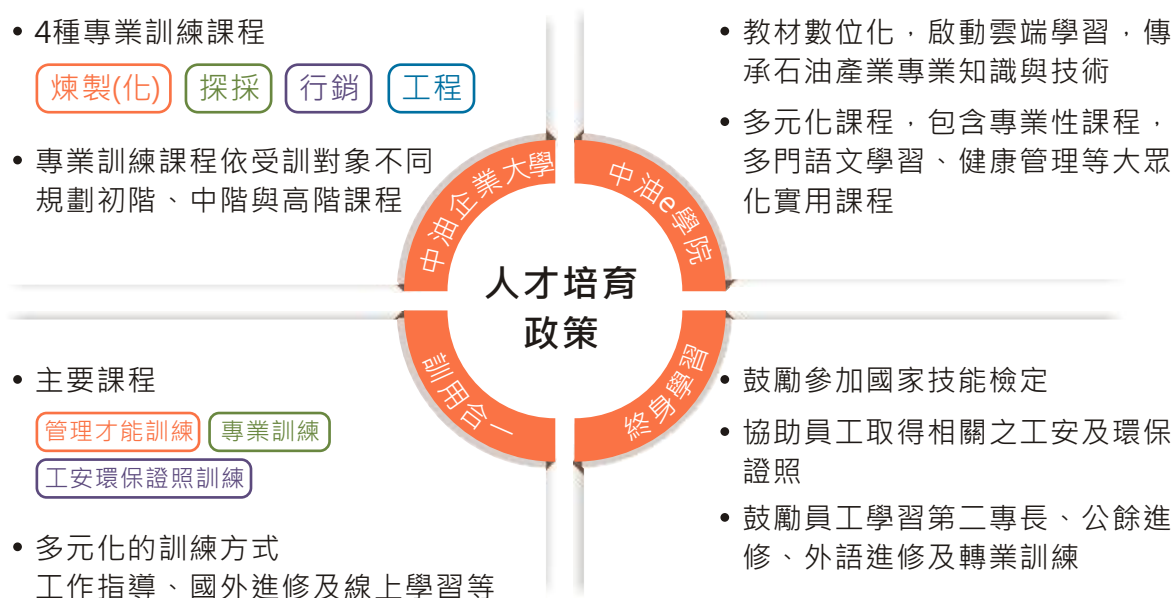 • 4種專業訓練課程
煉製(化) 探採 行銷 工程
• 專業訓練課程依受訓對象不同
規劃初階、中階與高階課程
中油企業大學
• 教材數位化，啟動雲端學習，傳
承石油產業專業知識與技術
• 多元化課程，包含專業性課程，
多門語文學習、健康管理等大眾
化實用課程
中油e學院
人才培育
政策
• 主要課程
管理才能訓練 專業訓練
工安環保證照訓練
• 多元化的訓練方式
工作指導、國外進修及線上學習等
訓用合一
• 鼓勵參加國家技能檢定
• 協助員工取得相關之工安及環保
證照
• 鼓勵員工學習第二專長、公餘進
修、外語進修及轉業訓練
終身學習